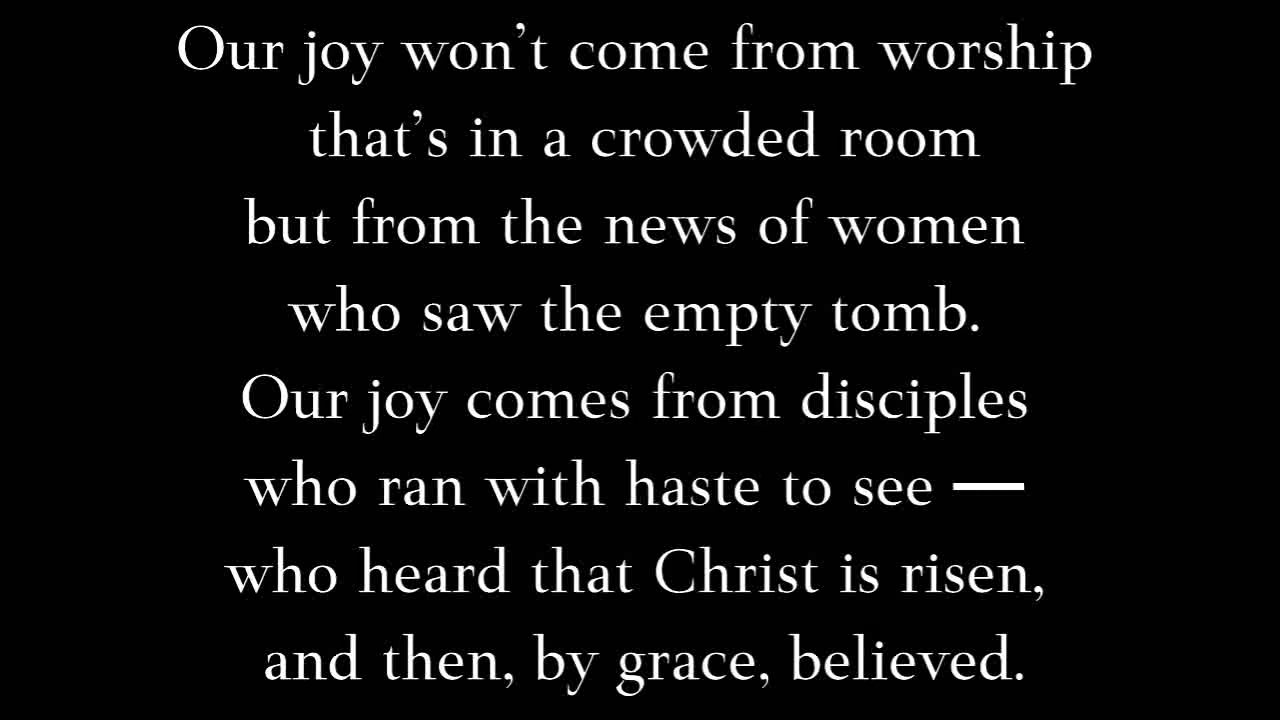 Our joy won’t come from worship
that’s in a crowded room
but from the news of women
who saw the empty tomb.
Our joy comes from disciples
who ran with haste to see —
who heard that Christ is risen,
and then, by grace, believed.